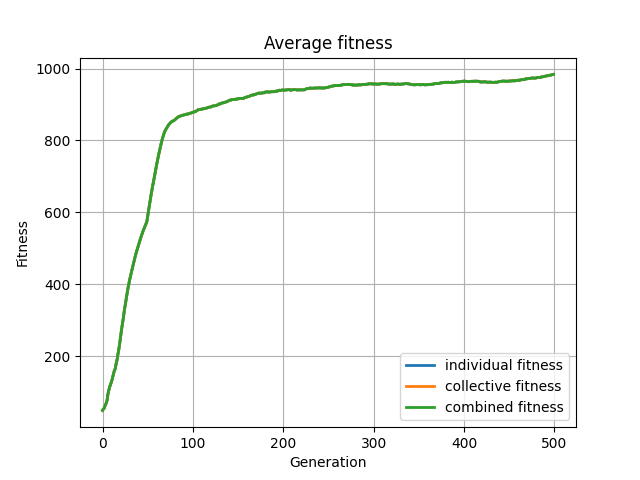 Average fitness
1000
800
600
400
200
Fitness
0
100
200
300
400
500
Generation
individual fitness
collective fitness
combined fitness